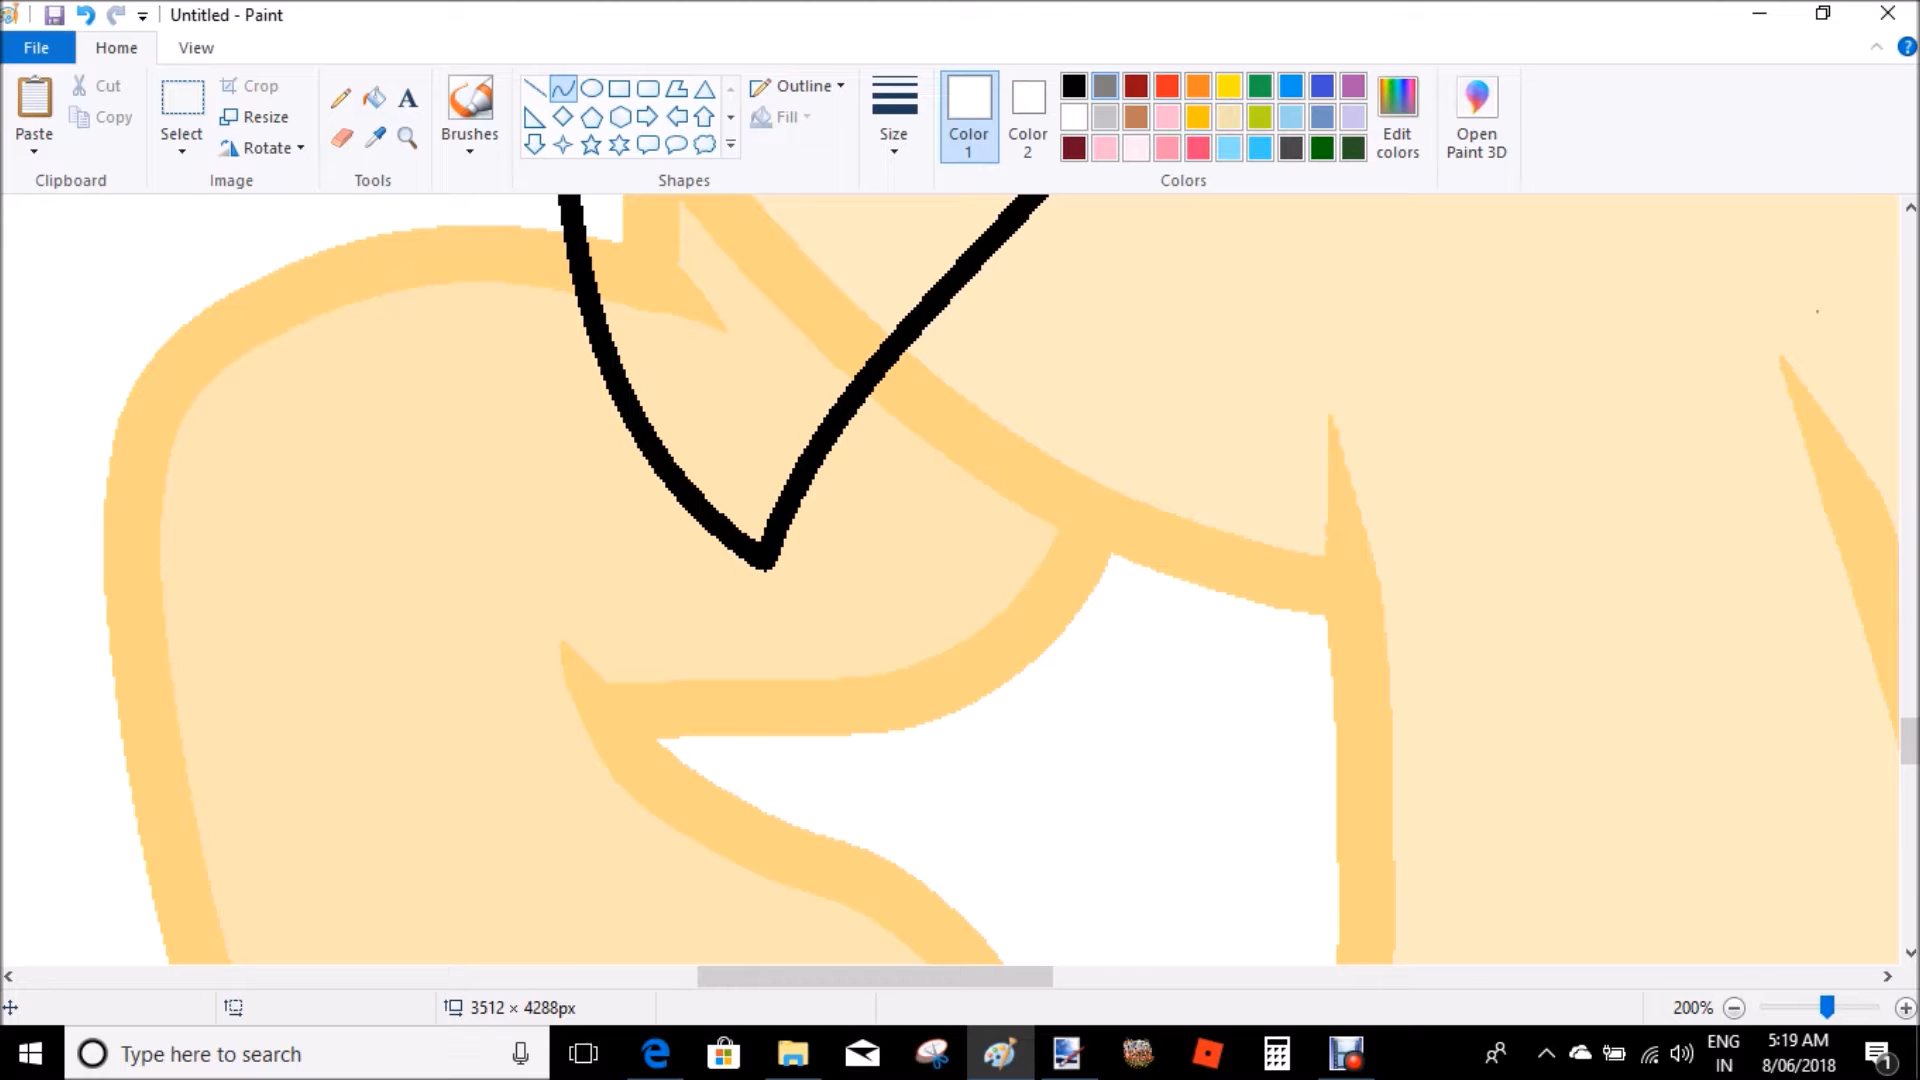 Untitled - Paint
File Home View
Paste
Cut
Copy
Clipboard
Select
Crop
Resize
Rotate
Image
A
Tools
Brushes
Shapes
Outline
Fill
Size
Color 1
Color 2
Colors
Edit colors
Open Paint 3D
3512 × 4288px
200%
Type here to search
ENG
IN
5:19 AM
8/06/2018
1